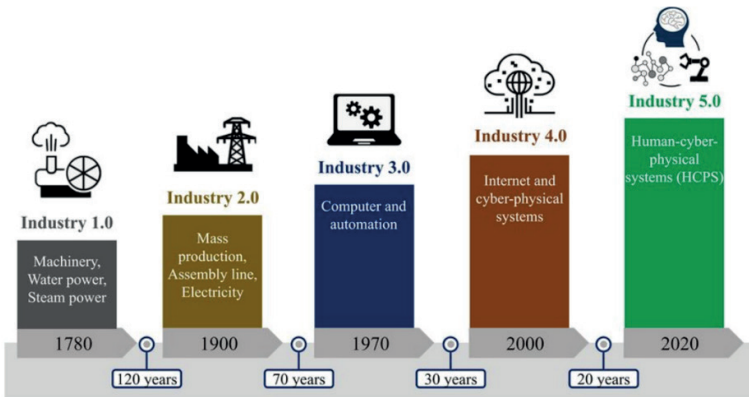 Industry 1.0
Machinery,
Water power,
Steam power
1780
120 years
Industry 2.0
Mass
production,
Assembly line,
Electricity
1900
70 years
Industry 3.0
Computer and
automation
1970
30 years
Industry 4.0
Internet and
cyber-physical
systems
2000
20 years
Industry 5.0
Human-cyber-
physical
systems (HCPS)
2020